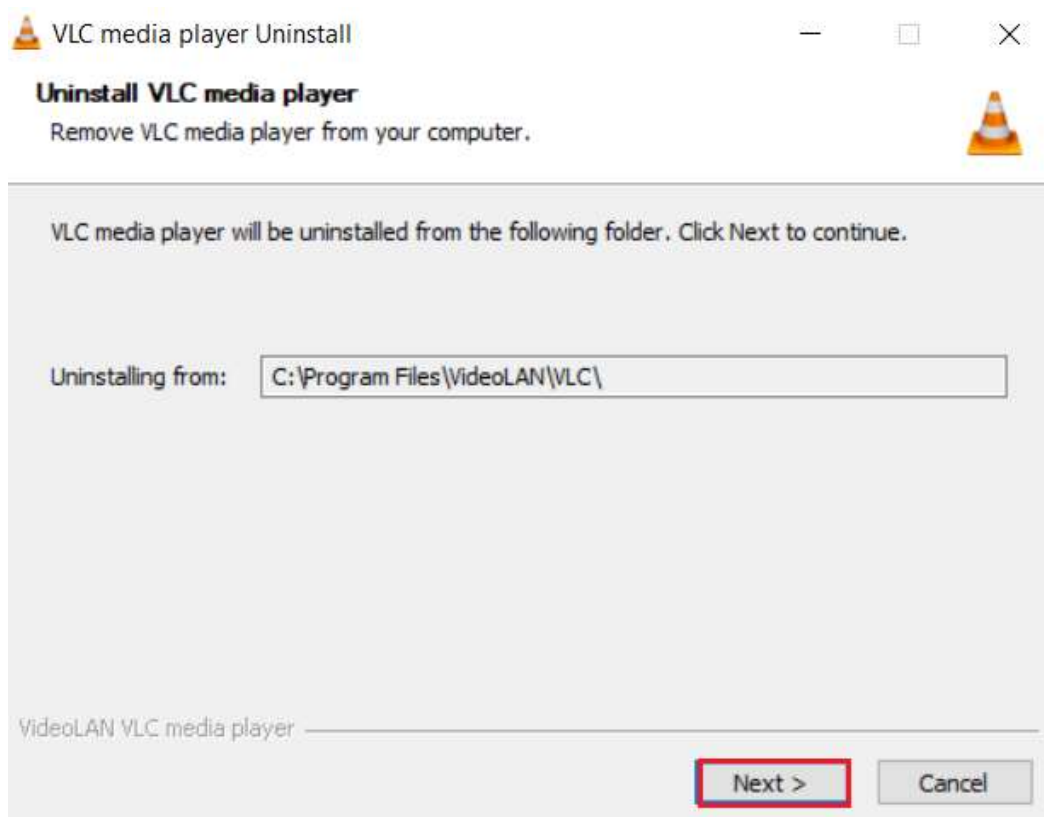 VLC media player Uninstall
Uninstall VLC media player
Remove VLC media player from your computer.
VLC media player will be uninstalled from the following folder. Click Next to continue.
Uninstalling from: C:\Program Files\VideoLAN\VLC\
VideoLAN VLC media player
Next > Cancel